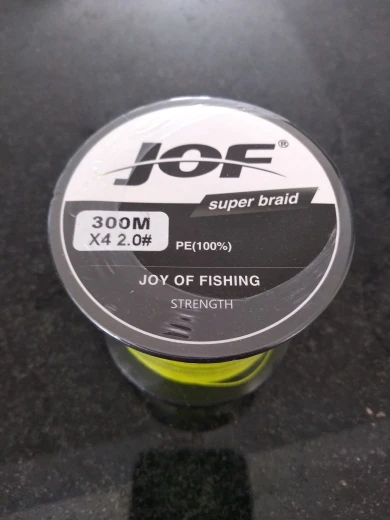 JOF®
super braid
300M
X4 2.0#
PE(100%)
JOY OF FISHING
STRENGTH